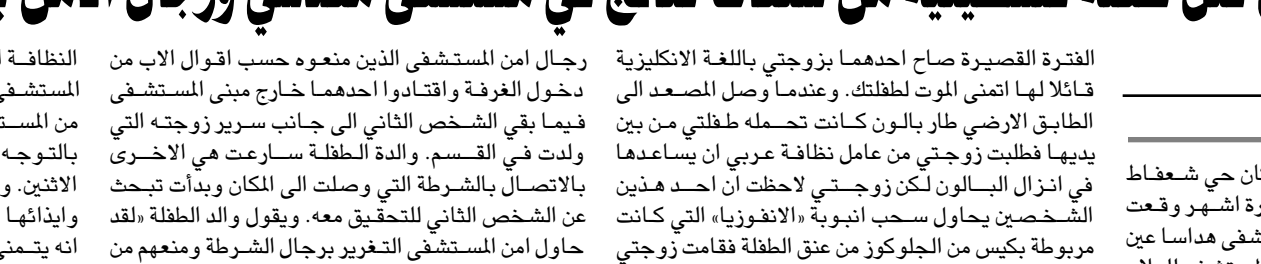 ان حي شعفاط
رة اشهر وقعت
شفى هداسا عين
الفترة القصيرة صاح احدهما بزوجتي باللغة الانكليزية
قائلا لها اتمنى الموت لطفلتك. وعندما وصل المصعد الى
الطابق الارضي طار بالون كانت تحمله طفلتي من بين
يديها فطلبت زوجتي من عامل نظافة عربي ان يساعدها
في انزال البالون لكن زوجتي لاحظت ان احد هذين
الشخصين يحاول سحب انبوبة «الانفوزيا» التي كانت
مربوطة بكيس من الجلوكوز من عنق الطفلة فقامت زوجتي
رجال امن المستشفى الذين منعوه حسب اقوال الاب من
دخول الغرفة واقتادوا احدهما خارج مبنى المستشفى
فيما بقي الشخص الثاني الى جانب سرير زوجته التي
ولدت في القسم. والدة الطفلة سارعت هي الاخرى
بالاتصال بالشرطة التي وصلت الى المكان وبدأت تبحث
عن الشخص الثاني للتحقيق معه. ويقول والد الطفلة «لقد
حاول امن المستشفى التغرير برجال الشرطة ومنعهم من
النظافة
المستشفى
من المست
بالتوجه
الاثنين. و
وايذائها
انه يتمنى